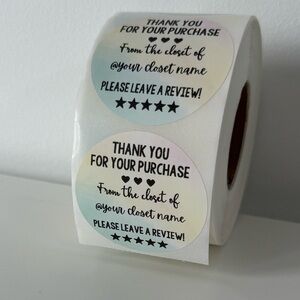 THANK YOU
FOR YOUR PURCHASE
♥ ♥ ♥
From the closet of
@your closet name
PLEASE LEAVE A REVIEW!
★★★★★
THANK YOU
FOR YOUR PURCHASE
♥ ♥ ♥
From the closet of
@your closet name
PLEASE LEAVE A REVIEW!
★★★★★